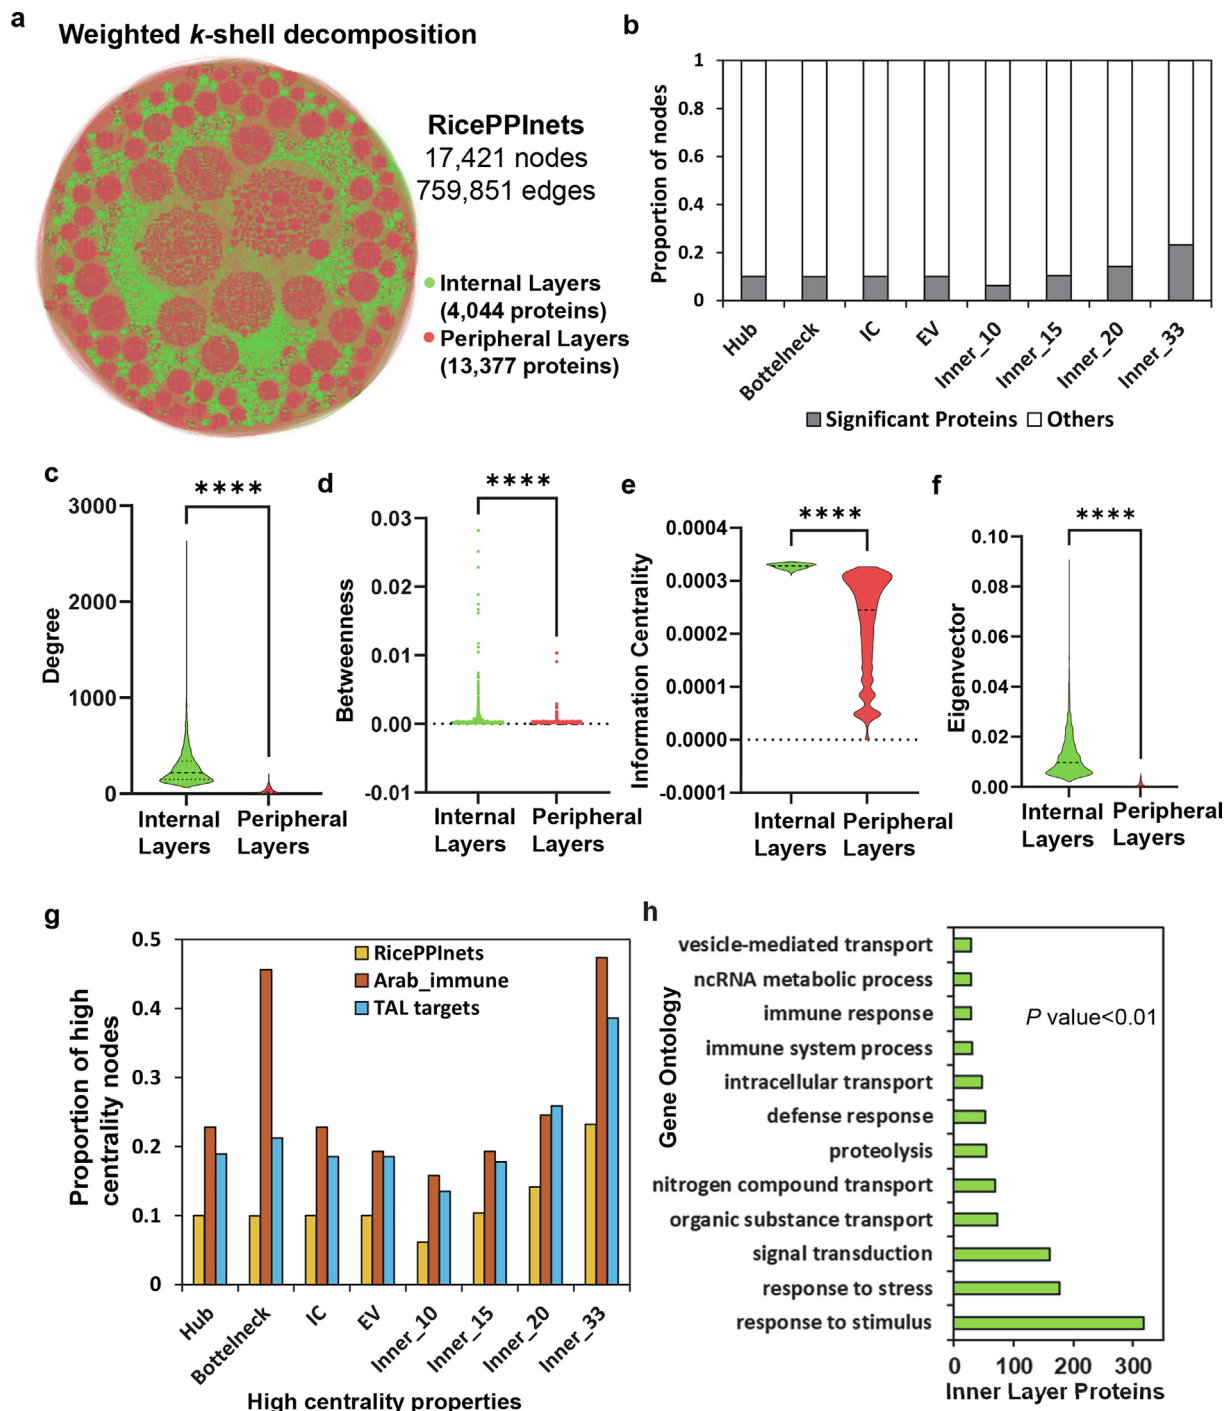 a
Weighted k-shell decomposition
RicePPInets
17,421 nodes
759,851 edges
Internal Layers
(4,044 proteins)
Peripheral Layers
(13,377 proteins)
b
Proportion of nodes
1
0.8
0.6
0.4
0.2
0
Hub
Bottelneck
IC
EV
Inner_10
Inner_15
Inner_20
Inner_33
Significant Proteins
Others
c
****
Degree
3000
2000
1000
0
Internal
Layers
Peripheral
Layers
d
****
Betweenness
0.03
0.02
0.01
0.00
-0.01
Internal
Layers
Peripheral
Layers
e
****
Information Centrality
0.0004
0.0003
0.0002
0.0001
0.0000
-0.0001
Internal
Layers
Peripheral
Layers
f
****
Eigenvector
0.10
0.08
0.06
0.04
0.02
0.00
Internal
Layers
Peripheral
Layers
g
Proportion of high
centrality nodes
0.5
0.4
0.3
0.2
0.1
0
RicePPInets
Arab_immune
TAL targets
Hub
Bottelneck
IC
EV
Inner_10
Inner_15
Inner_20
Inner_33
High centrality properties
h
Gene Ontology
vesicle-mediated transport
ncRNA metabolic process
immune response
immune system process
intracellular transport
defense response
proteolysis
nitrogen compound transport
organic substance transport
signal transduction
response to stress
response to stimulus
P value<0.01
0
100
200
300
Inner Layer Proteins